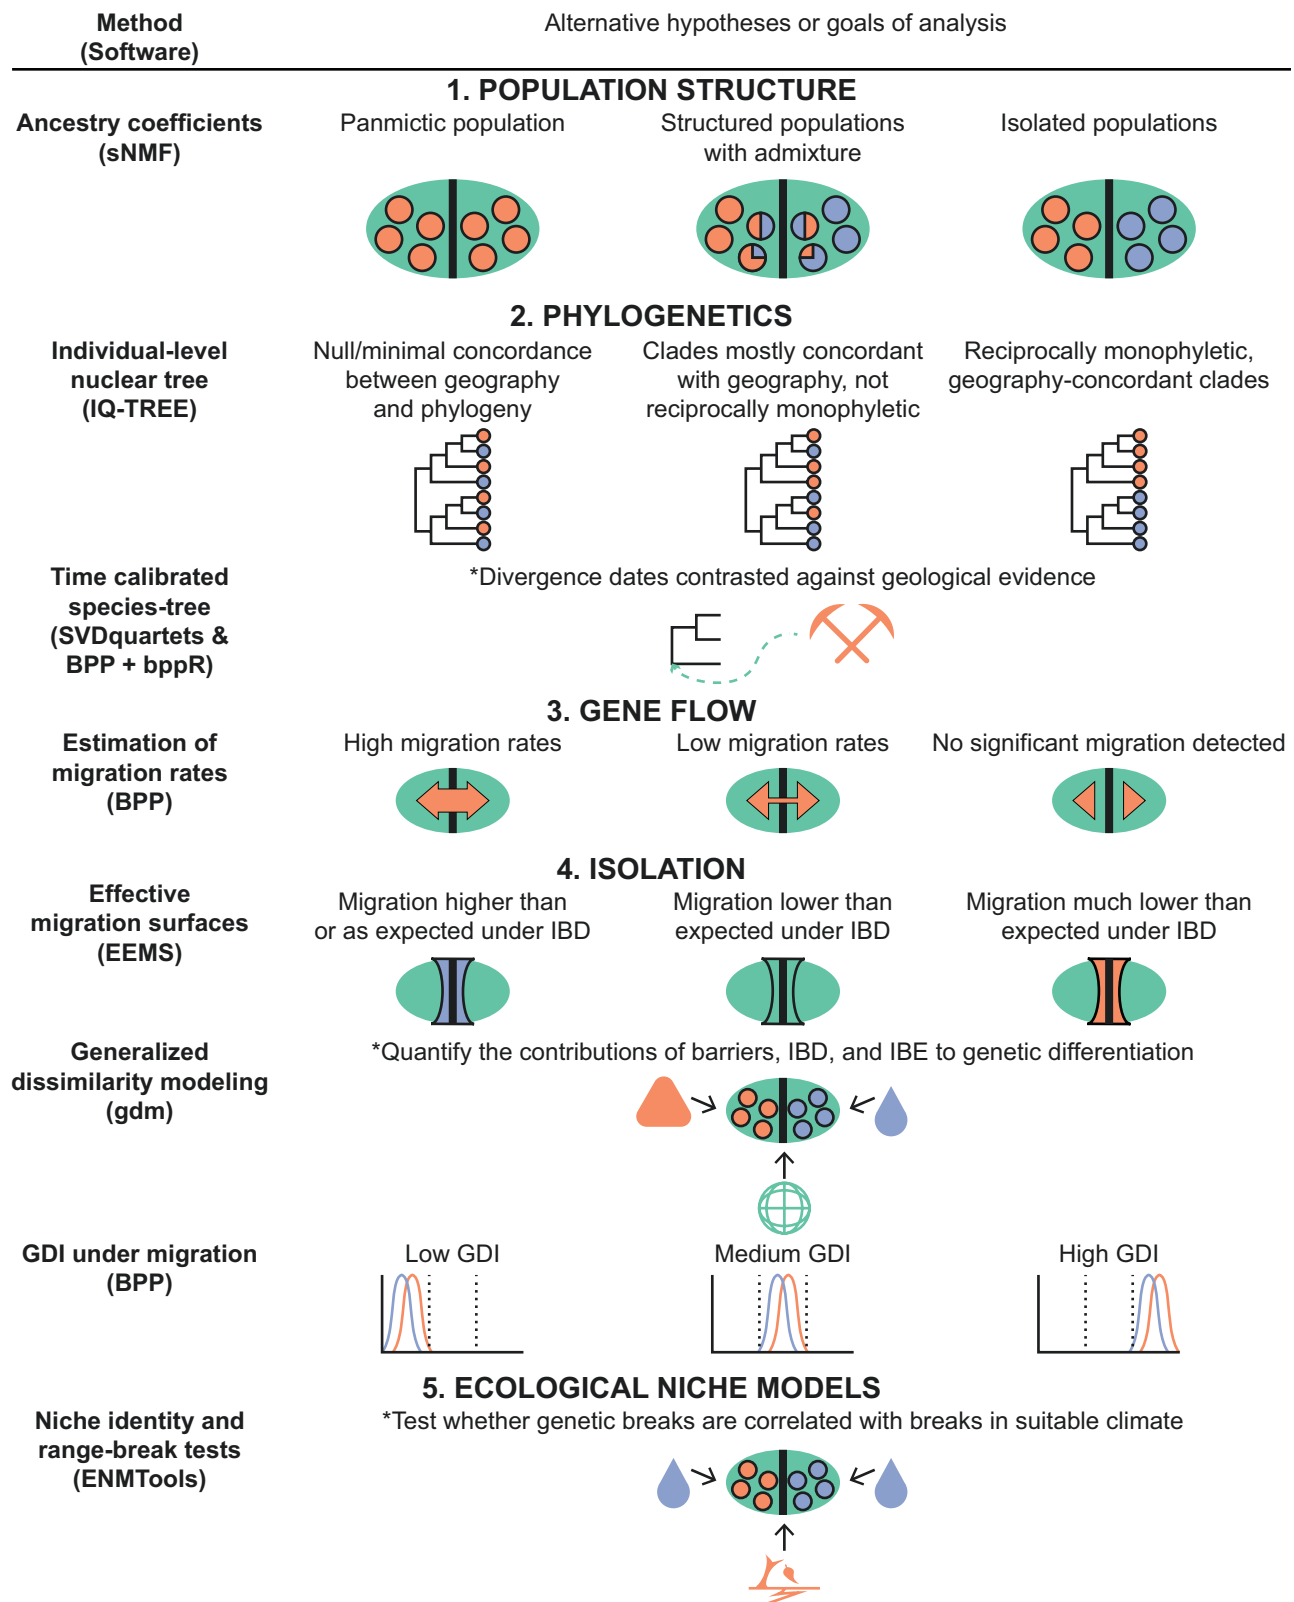 Method
(Software)
Alternative hypotheses or goals of analysis
1. POPULATION STRUCTURE
Ancestry coefficients
(sNMF)
Panmictic population
Structured populations
with admixture
Isolated populations
2. PHYLOGENETICS
Individual-level
nuclear tree
(IQ-TREE)
Null/minimal concordance
between geography
and phylogeny
Clades mostly concordant
with geography, not
reciprocally monophyletic
Reciprocally monophyletic,
geography-concordant clades
Time calibrated
species-tree
(SVDquartets &
BPP + bppR)
*Divergence dates contrasted against geological evidence
3. GENE FLOW
Estimation of
migration rates
(BPP)
High migration rates
Low migration rates
No significant migration detected
4. ISOLATION
Effective
migration surfaces
(EEMS)
Migration higher than
or as expected under IBD
Migration lower than
expected under IBD
Migration much lower than
expected under IBD
Generalized
dissimilarity modeling
(gdm)
*Quantify the contributions of barriers, IBD, and IBE to genetic differentiation
GDI under migration
(BPP)
Low GDI
Medium GDI
High GDI
5. ECOLOGICAL NICHE MODELS
Niche identity and
range-break tests
(ENMTools)
*Test whether genetic breaks are correlated with breaks in suitable climate